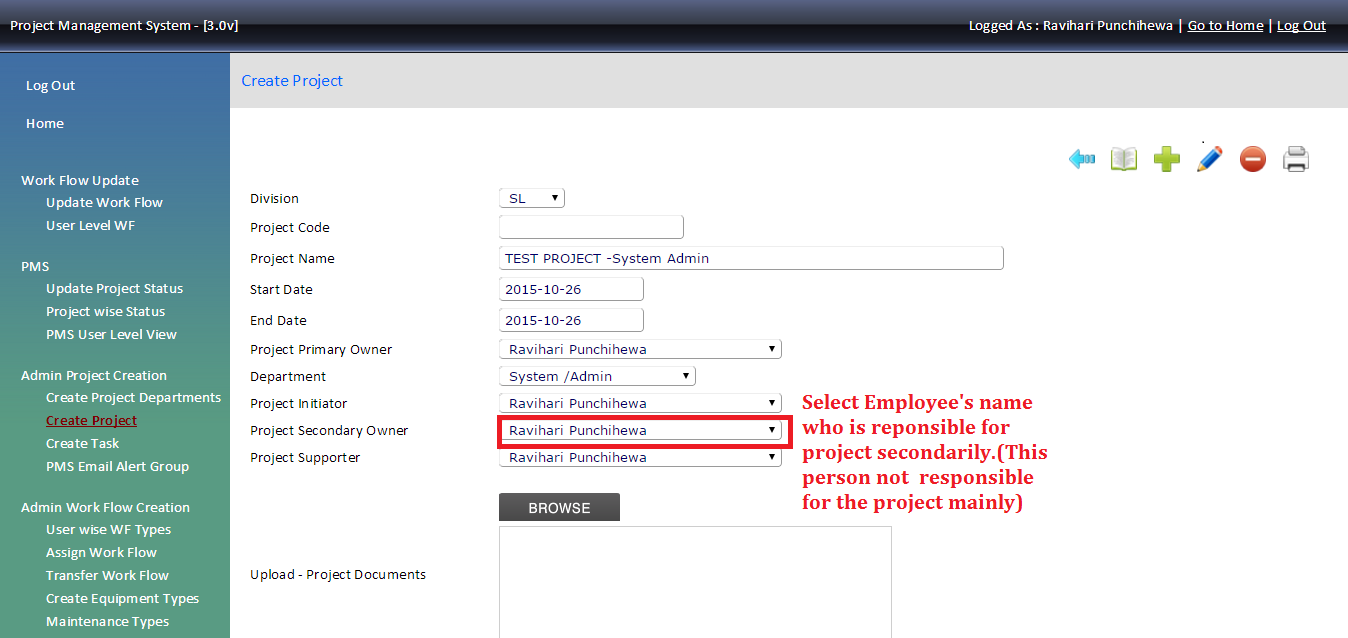 Project Management System - [3.0v]
Logged As : Ravihari Punchihewa | Go to Home | Log Out
Log Out
Home
Work Flow Update
Update Work Flow
User Level WF
PMS
Update Project Status
Project wise Status
PMS User Level View
Admin Project Creation
Create Project Departments
Create Project
Create Task
PMS Email Alert Group
Admin Work Flow Creation
User wise WF Types
Assign Work Flow
Transfer Work Flow
Create Equipment Types
Maintenance Types
Create Project
Division SL
Project Code
Project Name TEST PROJECT -System Admin
Start Date 2015-10-26
End Date 2015-10-26
Project Primary Owner Ravihari Punchihewa
Department System /Admin
Project Initiator Ravihari Punchihewa
Project Secondary Owner Ravihari Punchihewa
Project Supporter Ravihari Punchihewa
Select Employee's name
who is reponsible for
project secondarily.(This
person not responsible
for the project mainly)
BROWSE
Upload - Project Documents